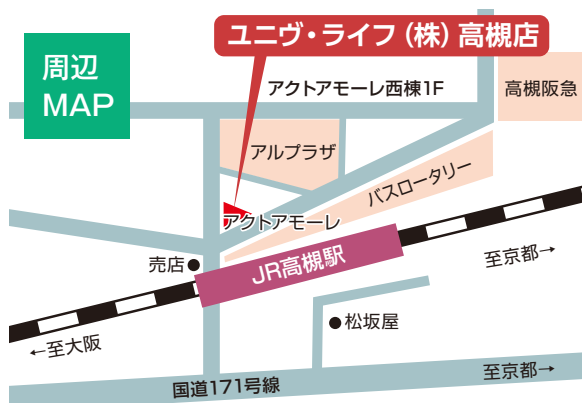 ユニヴ・ライフ（株）高槻店
周辺
MAP
アクトアモーレ西棟1F
高槻阪急
アルプラザ
バスロータリー
アクトアモーレ
売店
JR高槻駅
至京都→
松坂屋
←至大阪
国道171号線
至京都→